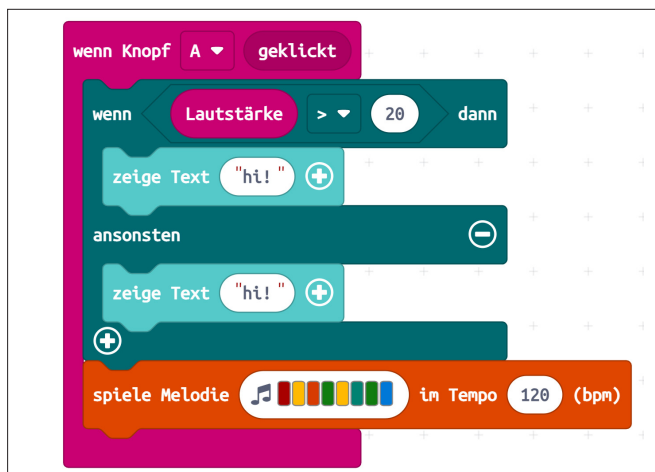 wenn Knopf A geklickt
wenn Lautstärke > 20 dann
zeige Text "hi! "
ansonsten
zeige Text "hi! "
spiele Melodie im Tempo 120 (bpm)